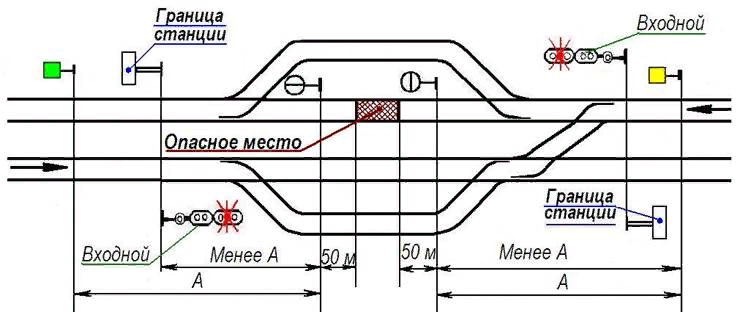 Граница
станции
Входной
Опасное место
Граница
станции
Входной
Менее А
50 м
50 м
Менее А
А
А